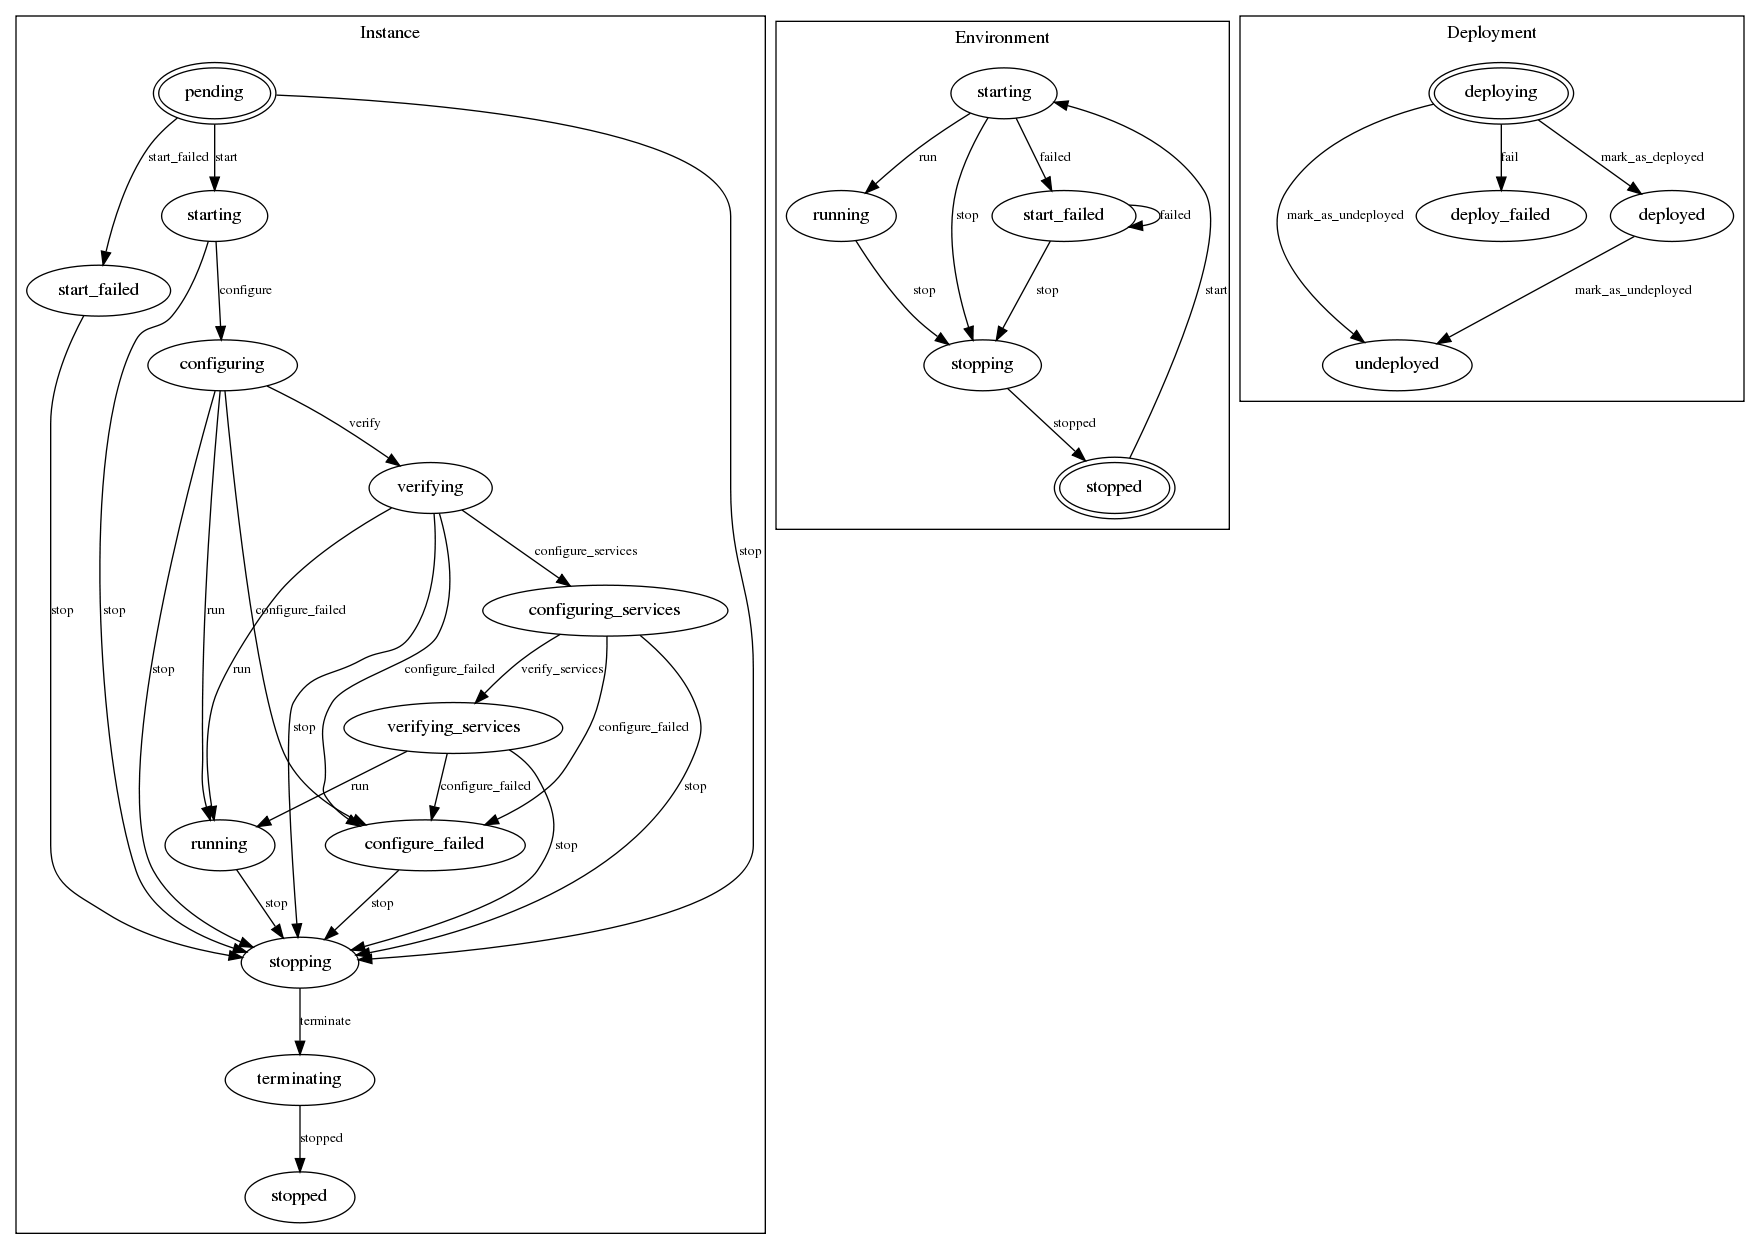 Instance
pending
start_failed
start
starting
start_failed
configure
configuring
verify
verifying
configure_services
stop
configuring_services
stop
stop
run
configure_failed
stop
run
configure_failed
verify_services
stop
verifying_services
configure_failed
run
configure_failed
stop
running
configure_failed
stop
stop
stop
stopping
terminate
terminating
stopped
stopped
Environment
starting
run
failed
running
stop
start_failed
failed
stop
stop
start
stopping
stopped
stopped
Deployment
deploying
fail
mark_as_deployed
mark_as_undeployed
deploy_failed
deployed
mark_as_undeployed
undeployed